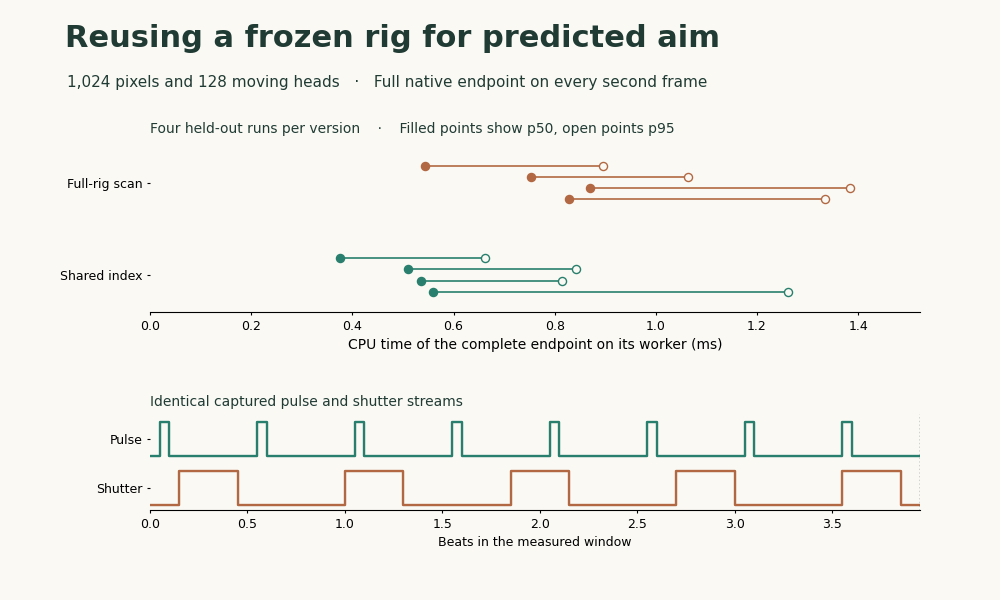 Reusing a frozen rig for predicted aim
1,024 pixels and 128 moving heads · Full native endpoint on every second frame
Four held-out runs per version · Filled points show p50, open points p95
Full-rig scan
Shared index
0.0 0.2 0.4 0.6 0.8 1.0 1.2 1.4
CPU time of the complete endpoint on its worker (ms)
Identical captured pulse and shutter streams
Pulse
Shutter
0.0 0.5 1.0 1.5 2.0 2.5 3.0 3.5
Beats in the measured window